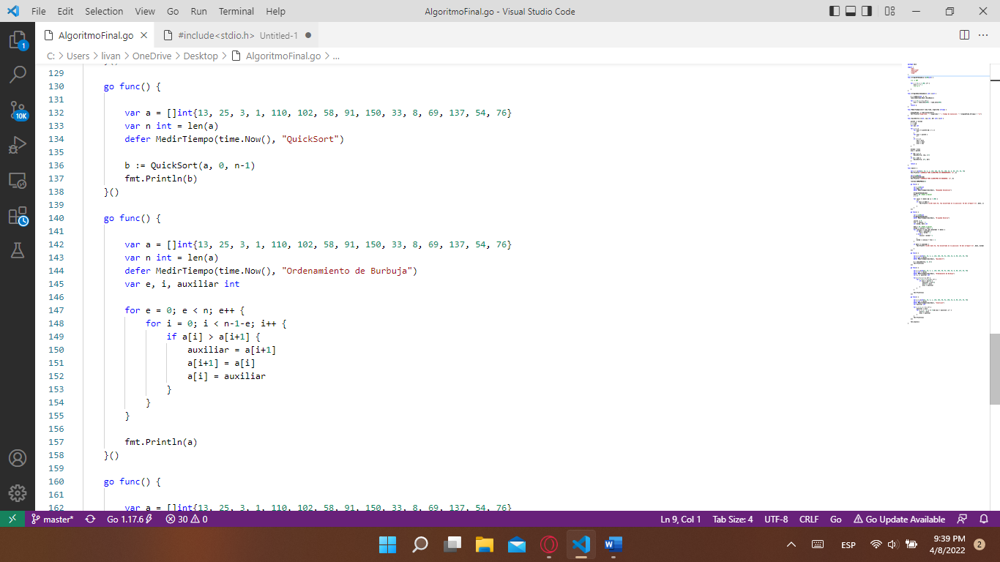 File Edit Selection View Go Run Terminal Help AlgoritmoFinal.go - Visual Studio Code
AlgoritmoFinal.go #include<stdio.h> Untitled-1
C: > Users > livan > OneDrive > Desktop > AlgoritmoFinal.go > ...
129
130 go func() {
131
132 var a = []int{13, 25, 3, 1, 110, 102, 58, 91, 150, 33, 8, 69, 137, 54, 76}
133 var n int = len(a)
134 defer MedirTiempo(time.Now(), "QuickSort")
135
136 b := QuickSort(a, 0, n-1)
137 fmt.Println(b)
138 }()
139
140 go func() {
141
142 var a = []int{13, 25, 3, 1, 110, 102, 58, 91, 150, 33, 8, 69, 137, 54, 76}
143 var n int = len(a)
144 defer MedirTiempo(time.Now(), "Ordenamiento de Burbuja")
145 var e, i, auxiliar int
146
147 for e = 0; e < n; e++ {
148 for i = 0; i < n-1-e; i++ {
149 if a[i] > a[i+1] {
150 auxiliar = a[i+1]
151 a[i+1] = a[i]
152 a[i] = auxiliar
153 }
154 }
155 }
156
157 fmt.Println(a)
158 }()
159
160 go func() {
161
162 var a = []int{13, 25, 3, 1, 110, 102, 58, 91, 150, 33, 8, 69, 137, 54, 76}
1
10K
master* Go 1.17.6 30 0 Ln 9, Col 1 Tab Size: 4 UTF-8 CRLF Go Go Update Available
ESP 9:39 PM 2
4/8/2022